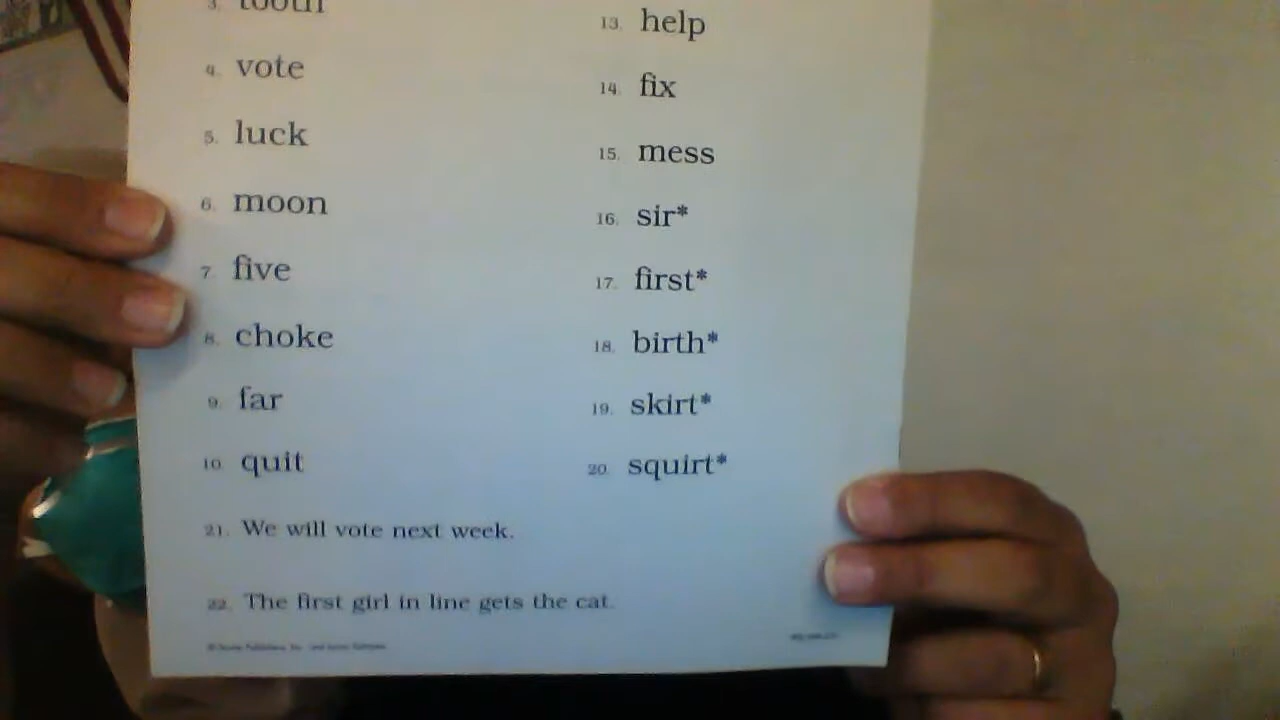 3. tooth
4. vote
5. luck
6. moon
7. five
8. choke
9. far
10. quit
13. help
14. fix
15. mess
16. sir*
17. first*
18. birth*
19. skirt*
20. squirt*
21. We will vote next week.
22. The first girl in line gets the cat.